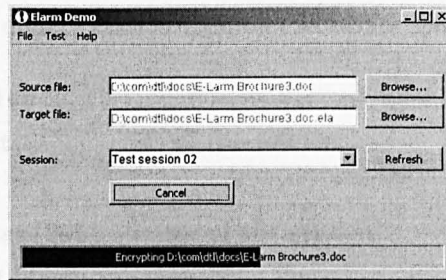 Elarm Demo
File Test Help
Source file: D:\com\dtl\docs\E-Larm Brochure3.doc Browse...
Target file: D:\com\dtl\docs\E-Larm Brochure3.doc.ela Browse...
Session: Test session 02 Refresh
Cancel
Encrypting D:\com\dtl\docs\E-Larm Brochure3.doc